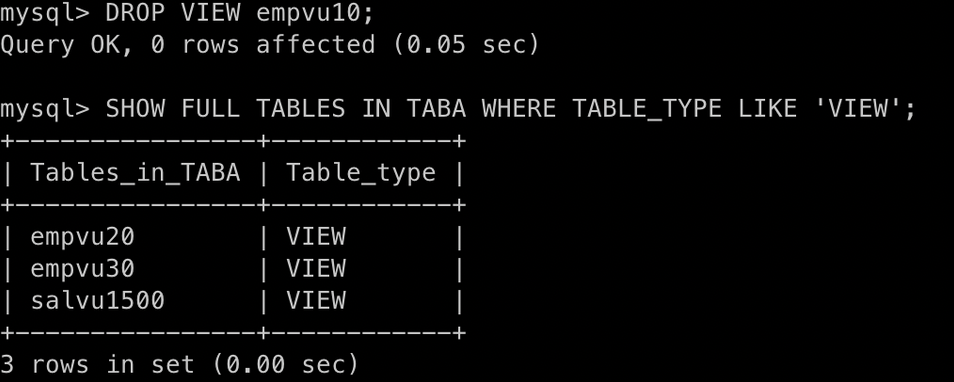 mysql> DROP VIEW empvu10;
Query OK, 0 rows affected (0.05 sec)

mysql> SHOW FULL TABLES IN TABA WHERE TABLE_TYPE LIKE 'VIEW';
+----------------+------------+
| Tables_in_TABA | Table_type |
+----------------+------------+
| empvu20        | VIEW       |
| empvu30        | VIEW       |
| salvu1500      | VIEW       |
+----------------+------------+
3 rows in set (0.00 sec)